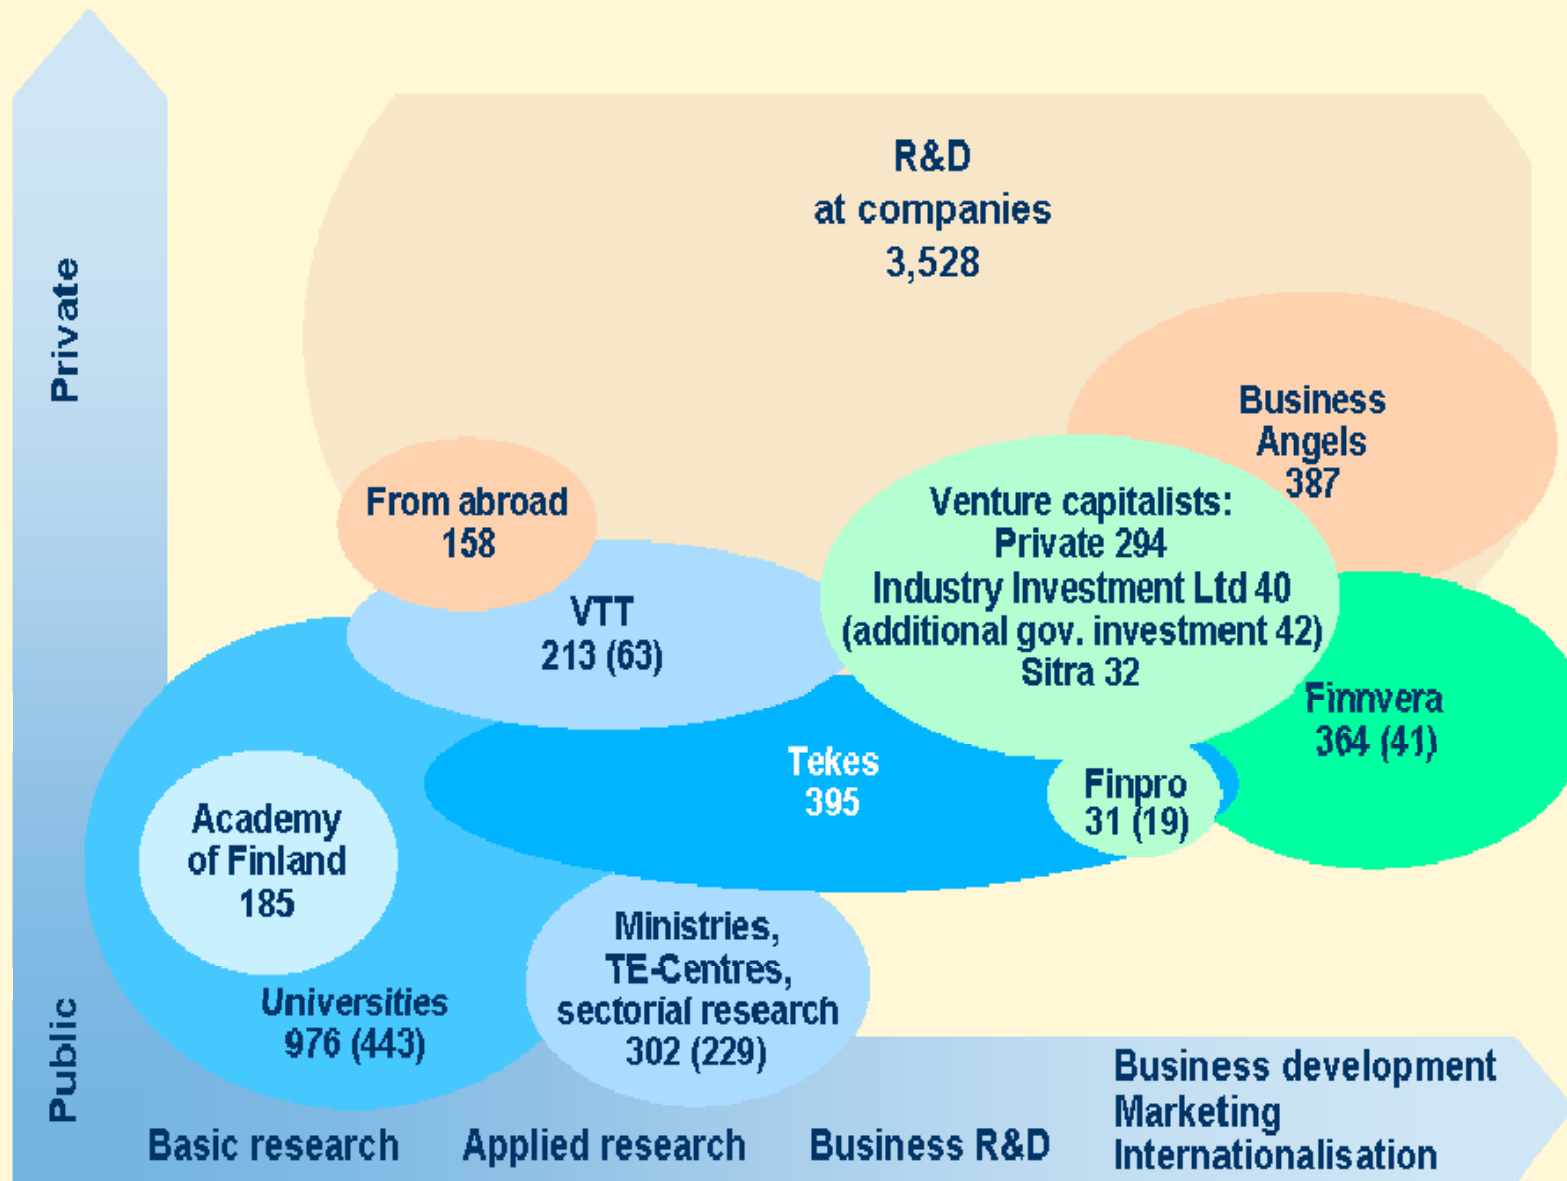 Private
Public
R&D
at companies
3,528
Business
Angels
387
From abroad
158
Venture capitalists:
Private 294
Industry Investment Ltd 40
(additional gov. investment 42)
Sitra 32
VTT
213 (63)
Finnvera
364 (41)
Tekes
395
Finpro
31 (19)
Academy
of Finland
185
Universities
976 (443)
Ministries,
TE-Centres,
sectorial research
302 (229)
Basic research
Applied research
Business R&D
Business development
Marketing
Internationalisation